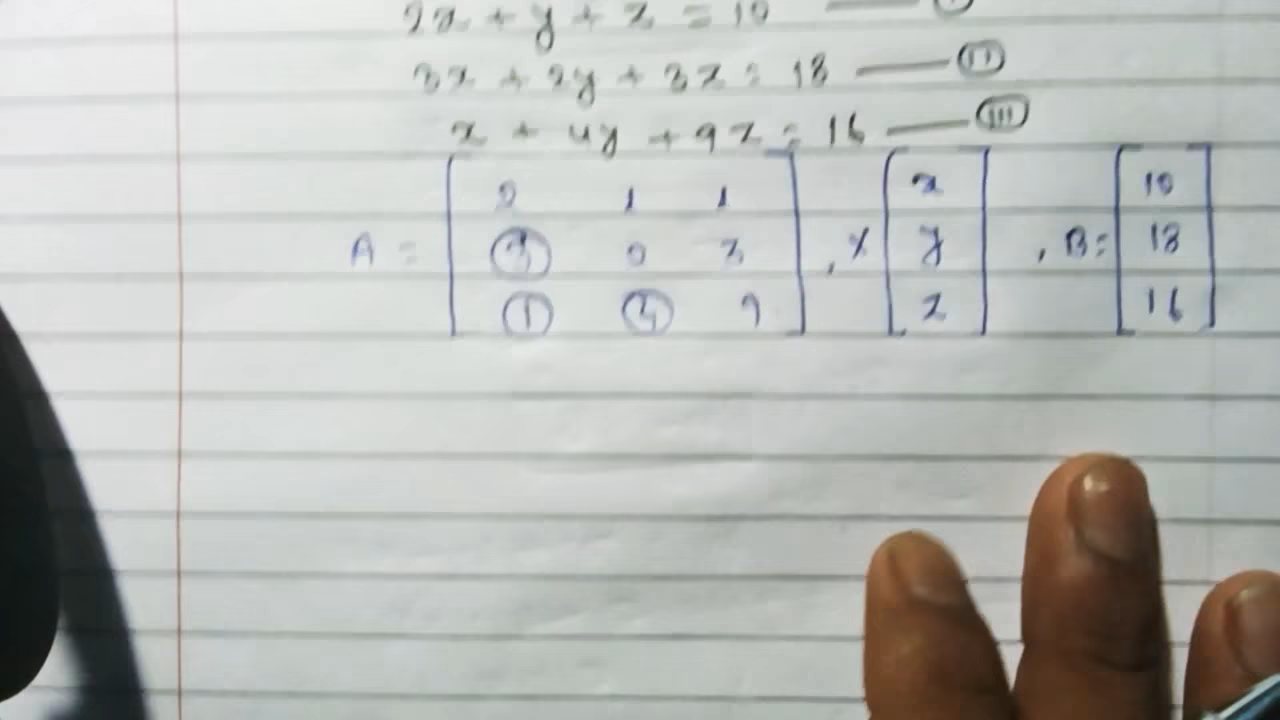 2x + y + z = 10 —— Ⓘ
3x + 2y + 3z = 18 —— Ⓘⓘ
x + 4y + 9z = 16 —— (III)
A = [ 2 1 1
3 2 3
1 4 9 ] , X [ x
y
z ] , B = [ 10
18
16 ]